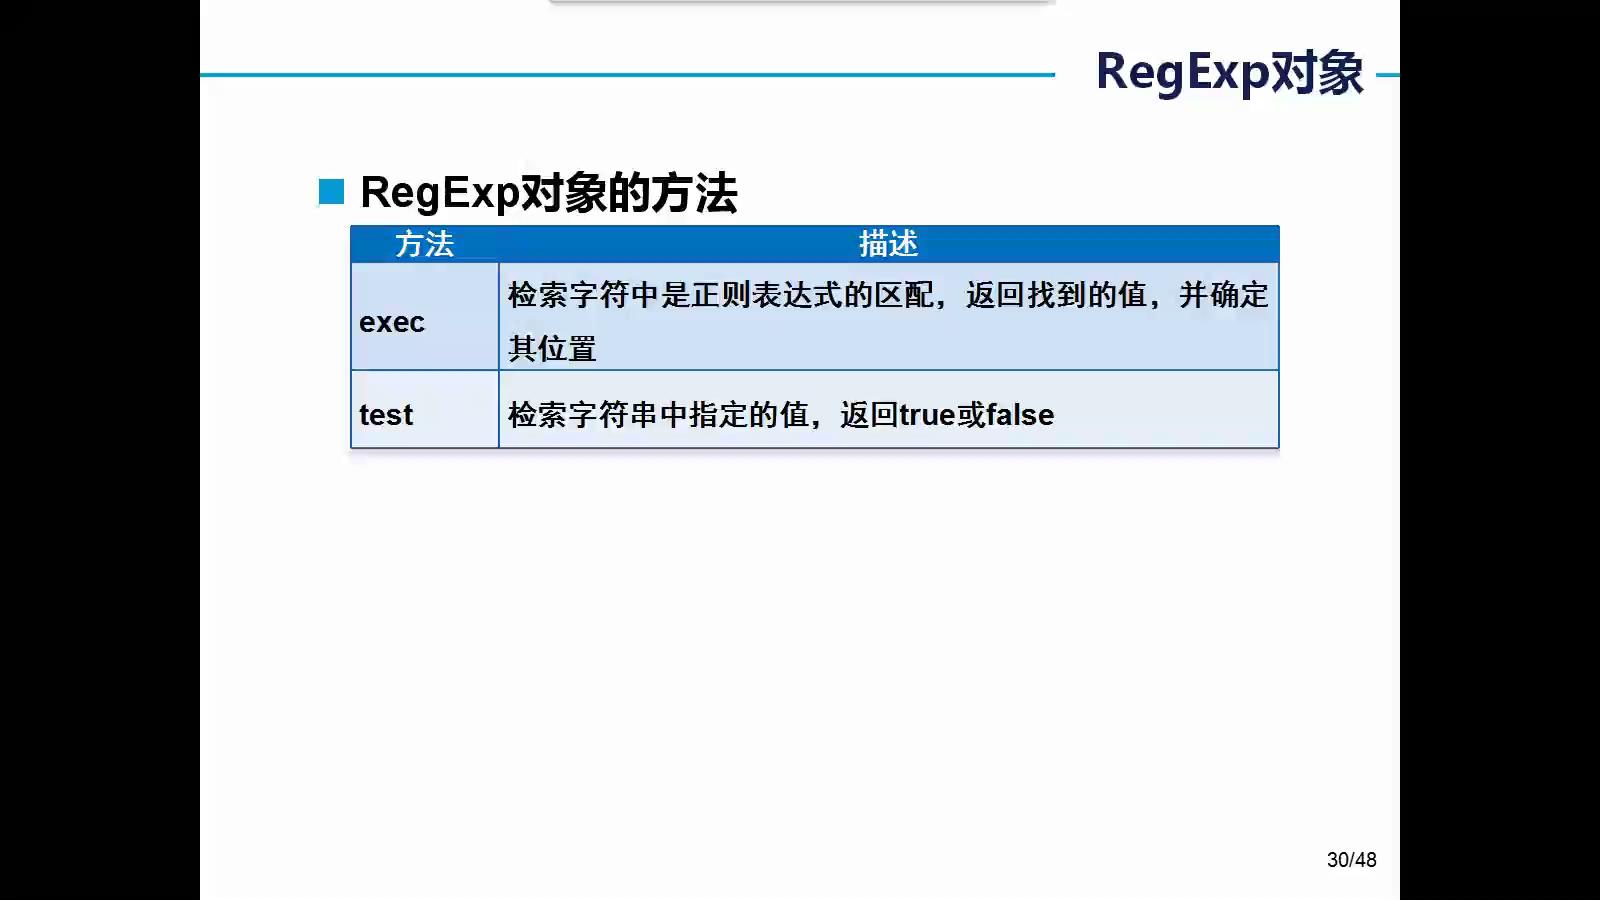 RegExp对象
RegExp对象的方法
方法 描述
exec 检索字符中是正则表达式的区配，返回找到的值，并确定
其位置
test 检索字符串中指定的值，返回true或false
30/48